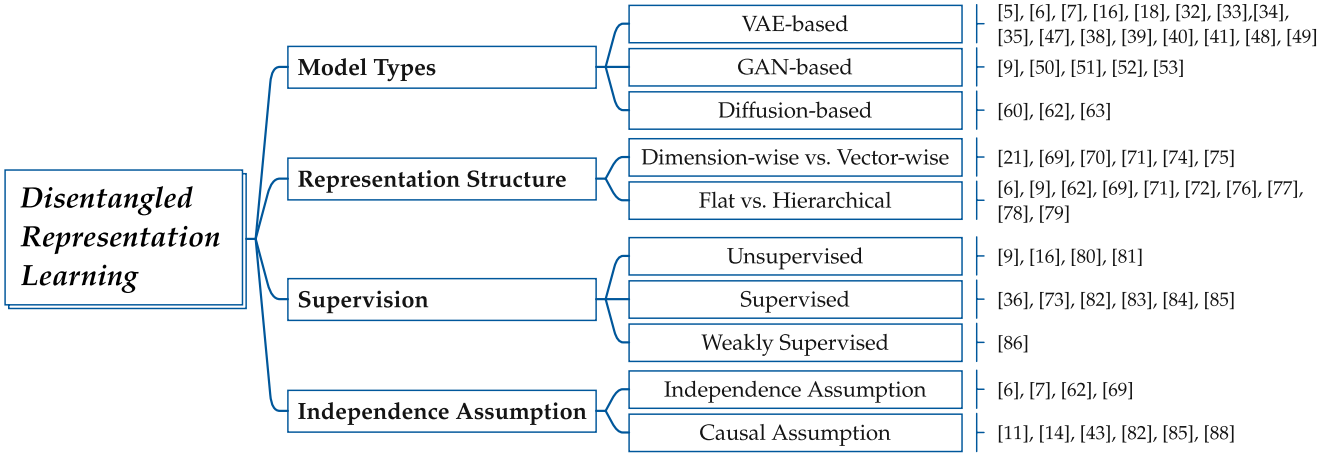 Disentangled
Representation
Learning
Model Types
VAE-based
[5], [6], [7], [16], [18], [32], [33],[34],
[35], [47], [38], [39], [40], [41], [48], [49]
GAN-based
[9], [50], [51], [52], [53]
Diffusion-based
[60], [62], [63]
Representation Structure
Dimension-wise vs. Vector-wise
[21], [69], [70], [71], [74], [75]
Flat vs. Hierarchical
[6], [9], [62], [69], [71], [72], [76], [77],
[78], [79]
Supervision
Unsupervised
[9], [16], [80], [81]
Supervised
[36], [73], [82], [83], [84], [85]
Weakly Supervised
[86]
Independence Assumption
Independence Assumption
[6], [7], [62], [69]
Causal Assumption
[11], [14], [43], [82], [85], [88]